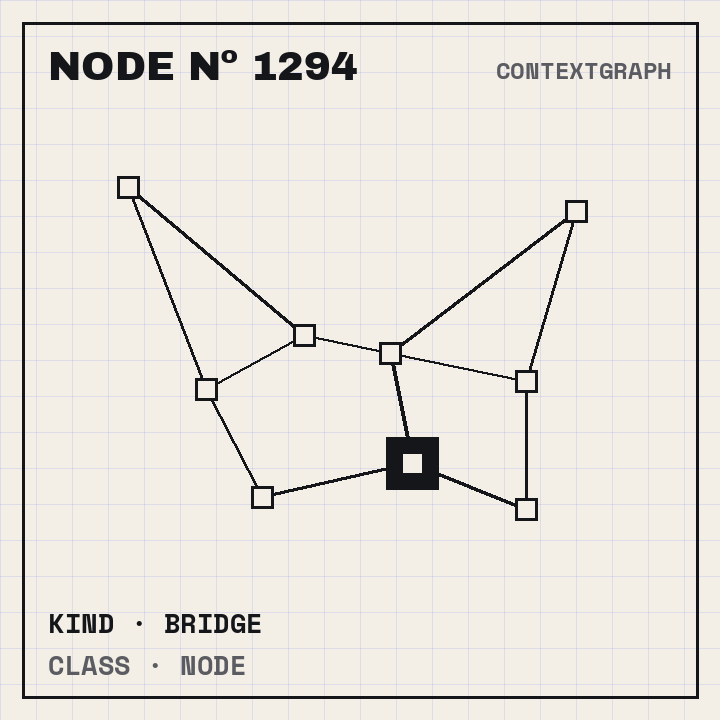 NODE Nº 1294
CONTEXTGRAPH
KIND · BRIDGE
CLASS · NODE